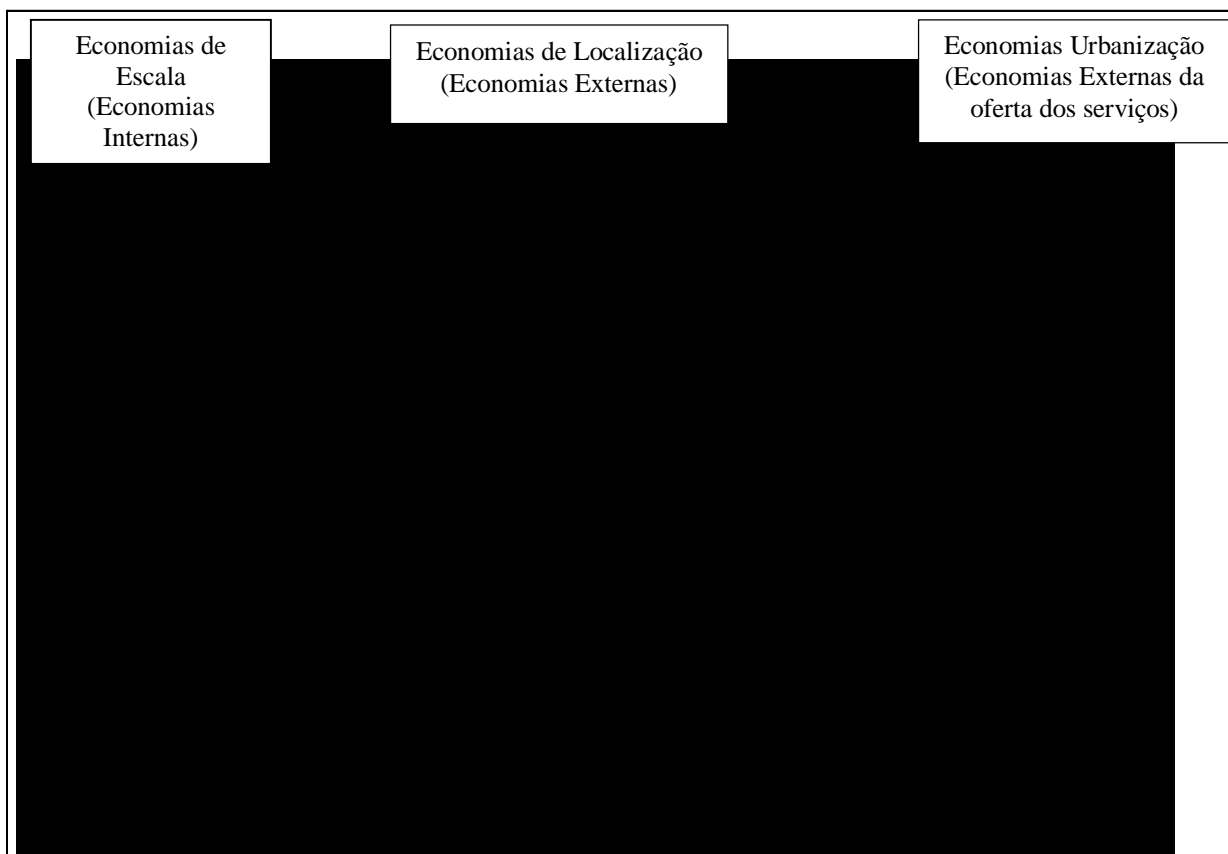 Economias de
Escala
(Economias
Internas)
Economias de Localização
(Economias Externas)
Economias Urbanização
(Economias Externas da
oferta dos serviços)